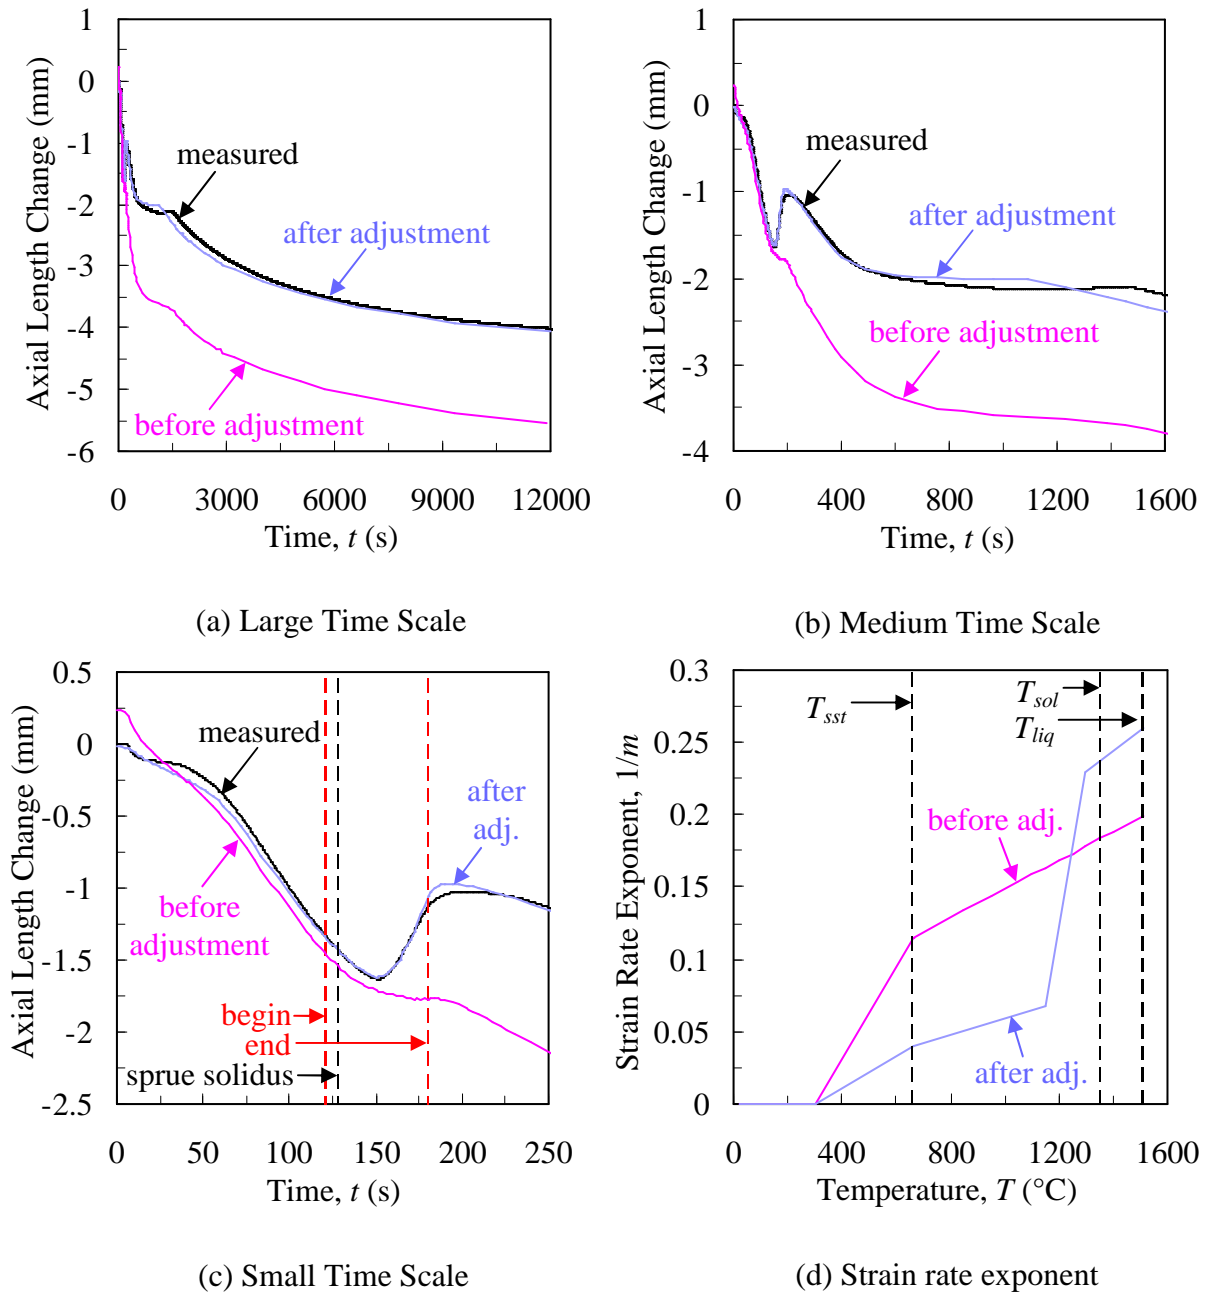 1
0
-1
-2
-3
-4
-5
-6
Axial Length Change (mm)
measured
after adjustment
before adjustment
0 3000 6000 9000 12000
Time, t (s)
(a) Large Time Scale
1
0
-1
-2
-3
-4
Axial Length Change (mm)
measured
after adjustment
before adjustment
0 400 800 1200 1600
Time, t (s)
(b) Medium Time Scale
0.5
0
-0.5
-1
-1.5
-2
-2.5
Axial Length Change (mm)
measured
after
adj.
before
adjustment
begin
end
sprue solidus
0 50 100 150 200 250
Time, t (s)
(c) Small Time Scale
0.3
0.25
0.2
0.15
0.1
0.05
0
Strain Rate Exponent, 1/m
Tsst
Tsol
Tliq
before adj.
after adj.
0 400 800 1200 1600
Temperature, T (°C)
(d) Strain rate exponent